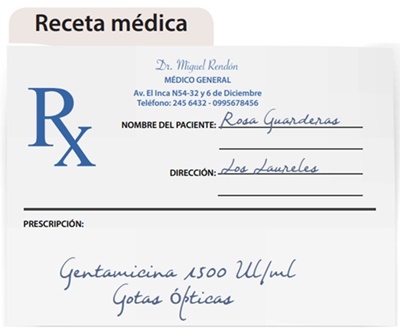 Receta médica
Dr. Miguel Rendón
MÉDICO GENERAL
Av. El Inca N54-32 y 6 de Diciembre
Teléfono: 245 6432 - 0995678456
Rx
NOMBRE DEL PACIENTE: Rosa Guarderas
DIRECCIÓN: Los Laureles
PRESCRIPCIÓN:
Gentamicina 1500 UI/ml
Gotas Ópticas